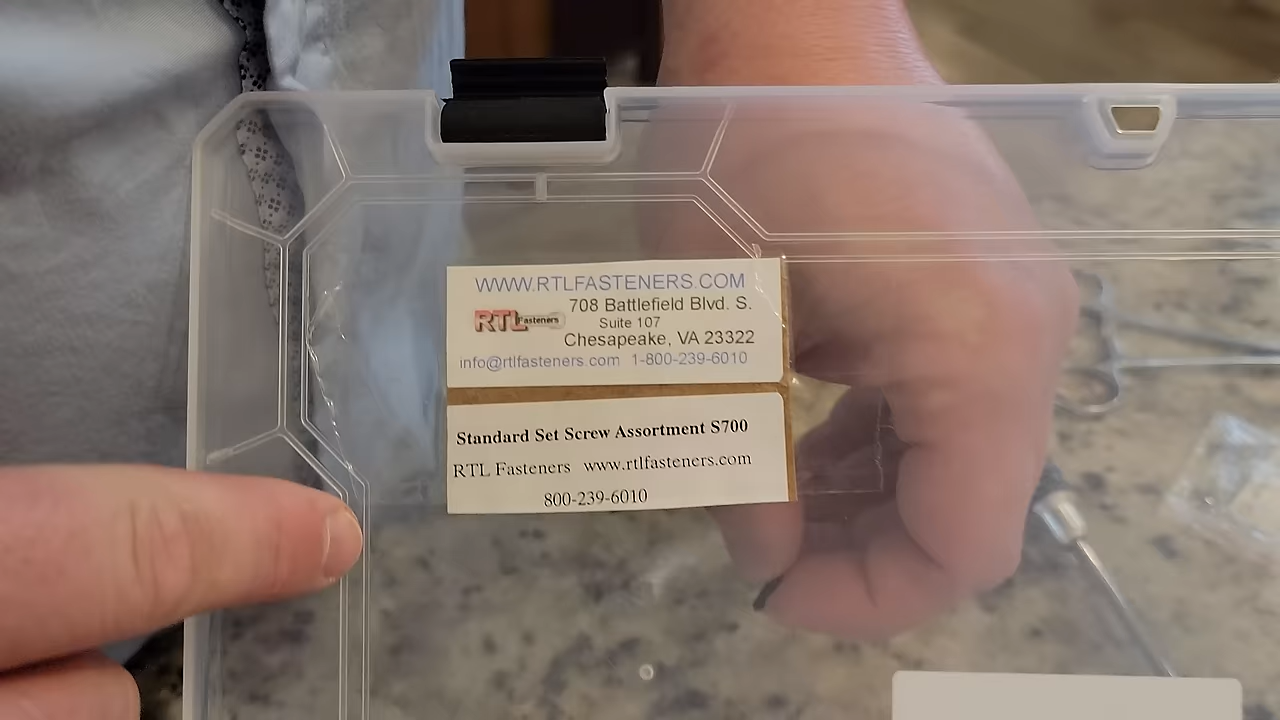 WWW.RTLFASTENERS.COM
RTL Fasteners
708 Battlefield Blvd. S.
Suite 107
Chesapeake, VA 23322
info@rtlfasteners.com 1-800-239-6010
Standard Set Screw Assortment S700
RTL Fasteners www.rtlfasteners.com
800-239-6010